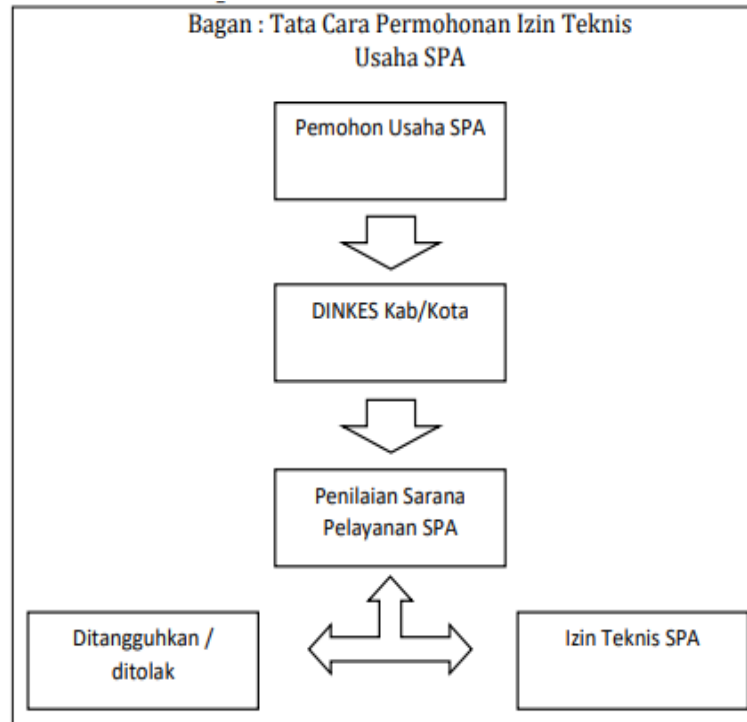 Bagan : Tata Cara Permohonan Izin Teknis
Usaha SPA
Pemohon Usaha SPA
DINKES Kab/Kota
Penilaian Sarana
Pelayanan SPA
Ditangguhkan /
ditolak
Izin Teknis SPA